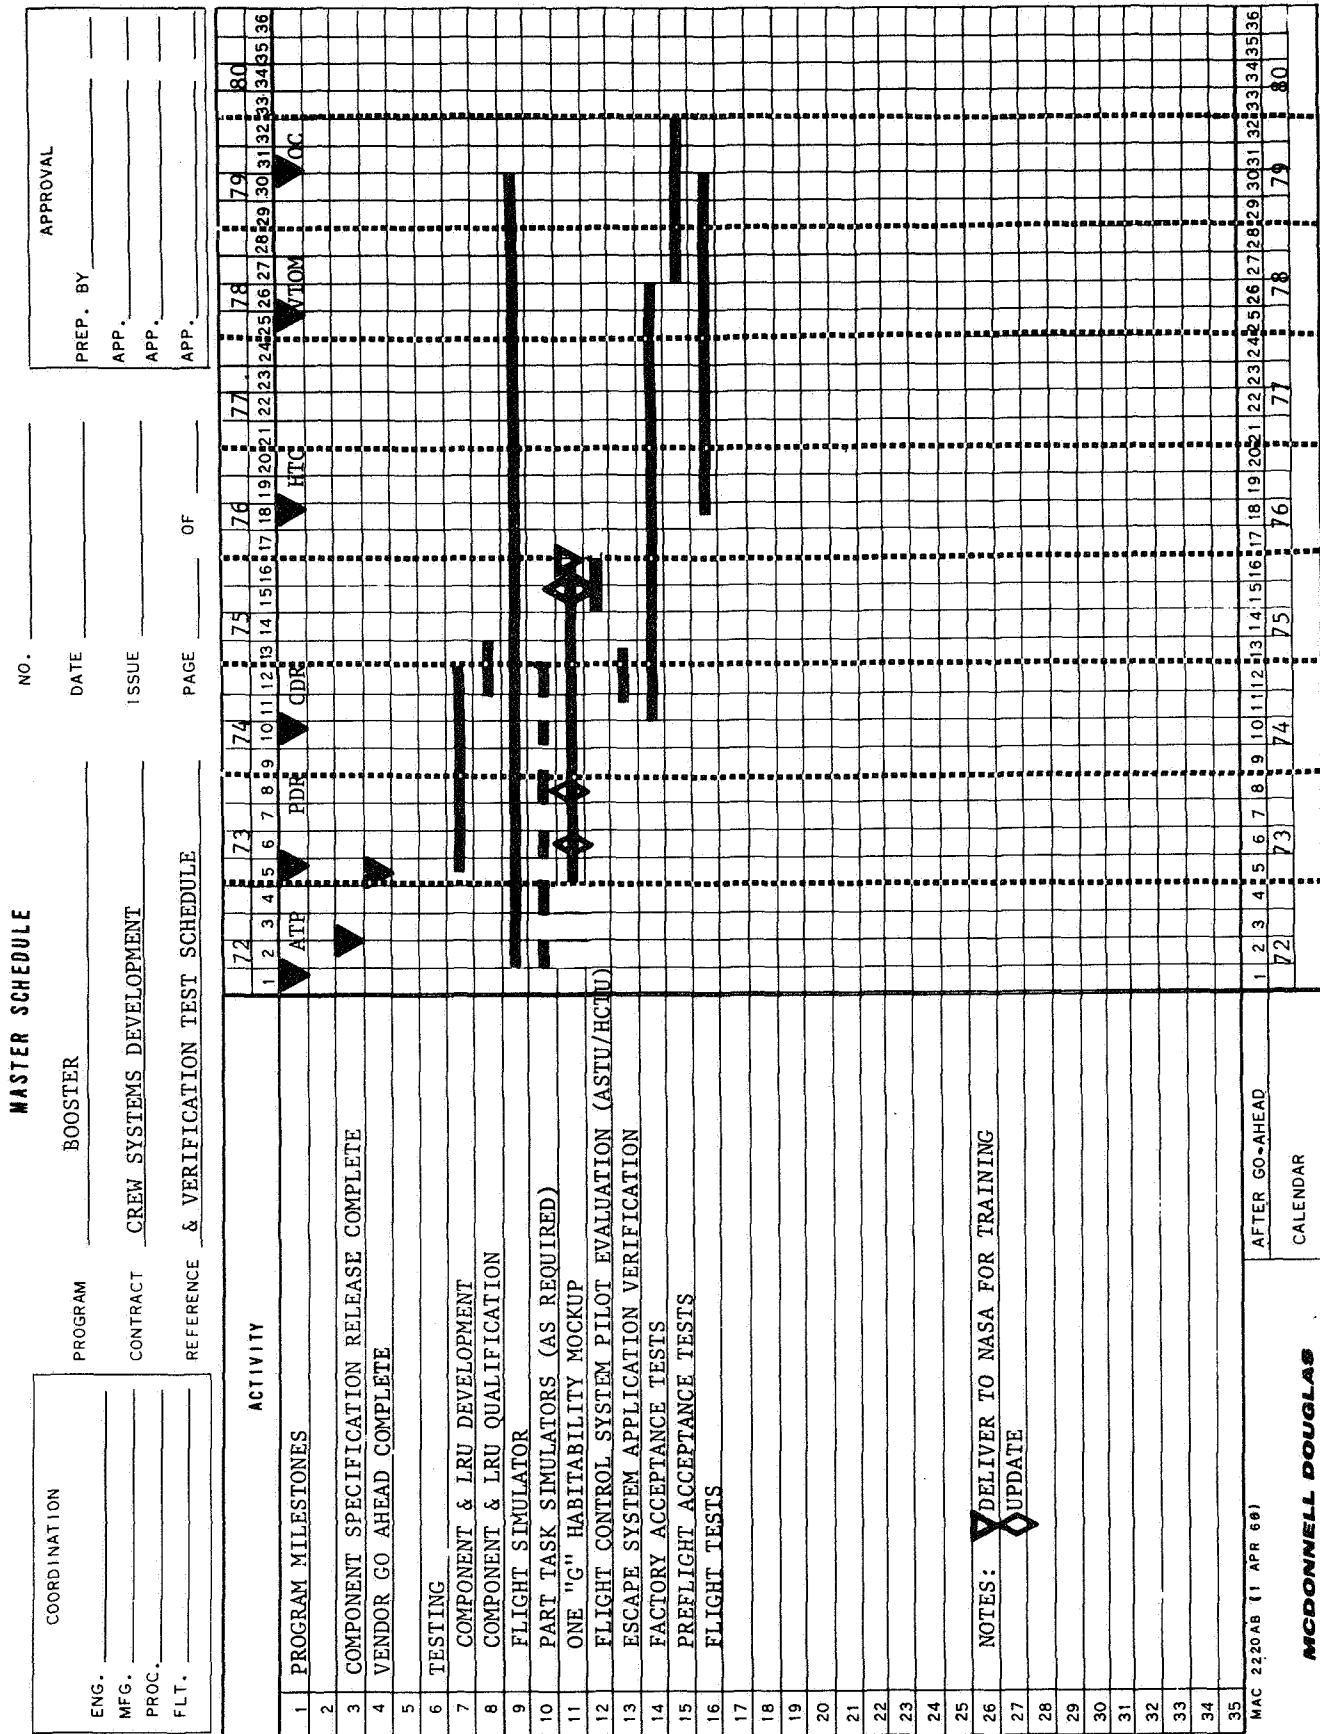 MASTER SCHEDULE
COORDINATION
ENG.
MFG.
PROC.
FLT.
PROGRAM BOOSTER
CONTRACT CREW SYSTEMS DEVELOPMENT
REFERENCE & VERIFICATION TEST SCHEDULE
NO.
DATE
ISSUE
PAGE OF
APPROVAL
PREP. BY
APP.
APP.
APP.
ACTIVITY
72 73 74 75 76 77 78 79 80
1 2 3 4 5 6 7 8 9 10 11 12 13 14 15 16 17 18 19 20 21 22 23 24 25 26 27 28 29 30 31 32 33 34 35 36
1 PROGRAM MILESTONES ATP PDR CDR HTC VTOM OC
2
3 COMPONENT SPECIFICATION RELEASE COMPLETE
4 VENDOR GO AHEAD COMPLETE
5
6 TESTING
7 COMPONENT & LRU DEVELOPMENT
8 COMPONENT & LRU QUALIFICATION
9 FLIGHT SIMULATOR
10 PART TASK SIMULATORS (AS REQUIRED)
11 ONE "G" HABITABILITY MOCKUP
12 FLIGHT CONTROL SYSTEM PILOT EVALUATION (ASTU/HCTU)
13 ESCAPE SYSTEM APPLICATION VERIFICATION
14 FACTORY ACCEPTANCE TESTS
15 PREFLIGHT ACCEPTANCE TESTS
16 FLIGHT TESTS
17
18
19
20
21
22
23
24
25
26 NOTES: DELIVER TO NASA FOR TRAINING
27 UPDATE
28
29
30
31
32
33
34
35
MAC 2220AB (1 APR 68)
AFTER GO-AHEAD 1 2 3 4 5 6 7 8 9 10 11 12 13 14 15 16 17 18 19 20 21 22 23 24 25 26 27 28 29 30 31 32 33 34 35 36
CALENDAR 72 73 74 75 76 77 78 79 80
MCDONNELL DOUGLAS